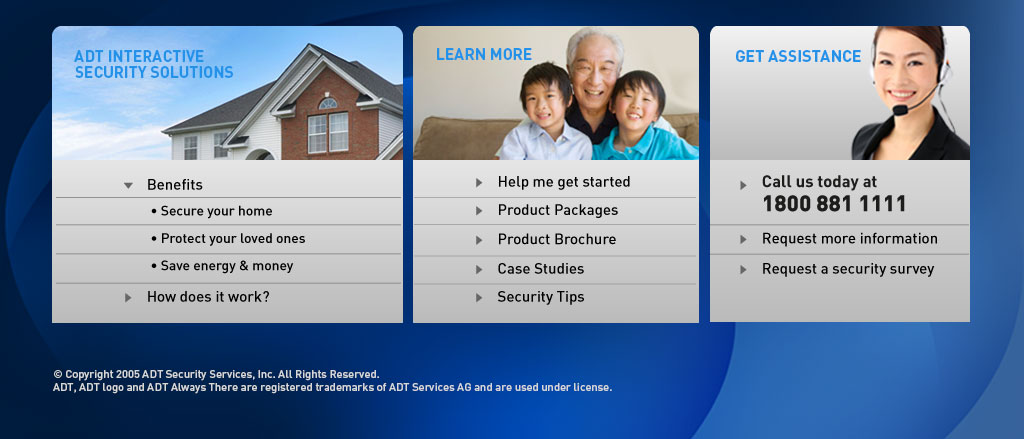 ADT INTERACTIVE
SECURITY SOLUTIONS
Benefits
• Secure your home
• Protect your loved ones
• Save energy & money
How does it work?
LEARN MORE
Help me get started
Product Packages
Product Brochure
Case Studies
Security Tips
GET ASSISTANCE
Call us today at
1800 881 1111
Request more information
Request a security survey
© Copyright 2005 ADT Security Services, Inc. All Rights Reserved.
ADT, ADT logo and ADT Always There are registered trademarks of ADT Services AG and are used under license.